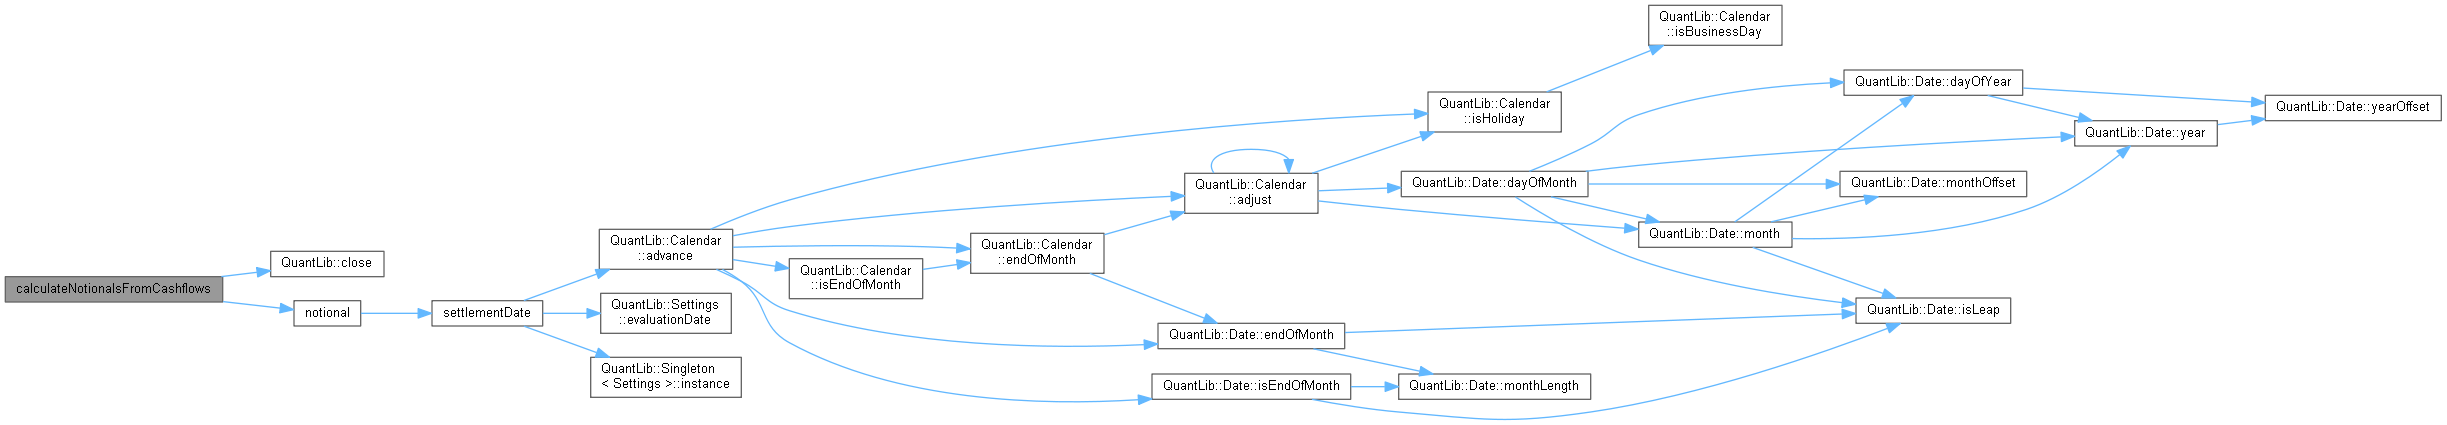 calculateNotionalsFromCashflows
QuantLib::close
notional
settlementDate
QuantLib::Calendar
::advance
QuantLib::Settings
::evaluationDate
QuantLib::Singleton
< Settings >::instance
QuantLib::Calendar
::isEndOfMonth
QuantLib::Calendar
::endOfMonth
QuantLib::Calendar
::adjust
QuantLib::Date::endOfMonth
QuantLib::Date::isEndOfMonth
QuantLib::Calendar
::isHoliday
QuantLib::Date::dayOfMonth
QuantLib::Date::monthLength
QuantLib::Calendar
::isBusinessDay
QuantLib::Date::month
QuantLib::Date::dayOfYear
QuantLib::Date::monthOffset
QuantLib::Date::isLeap
QuantLib::Date::year
QuantLib::Date::yearOffset